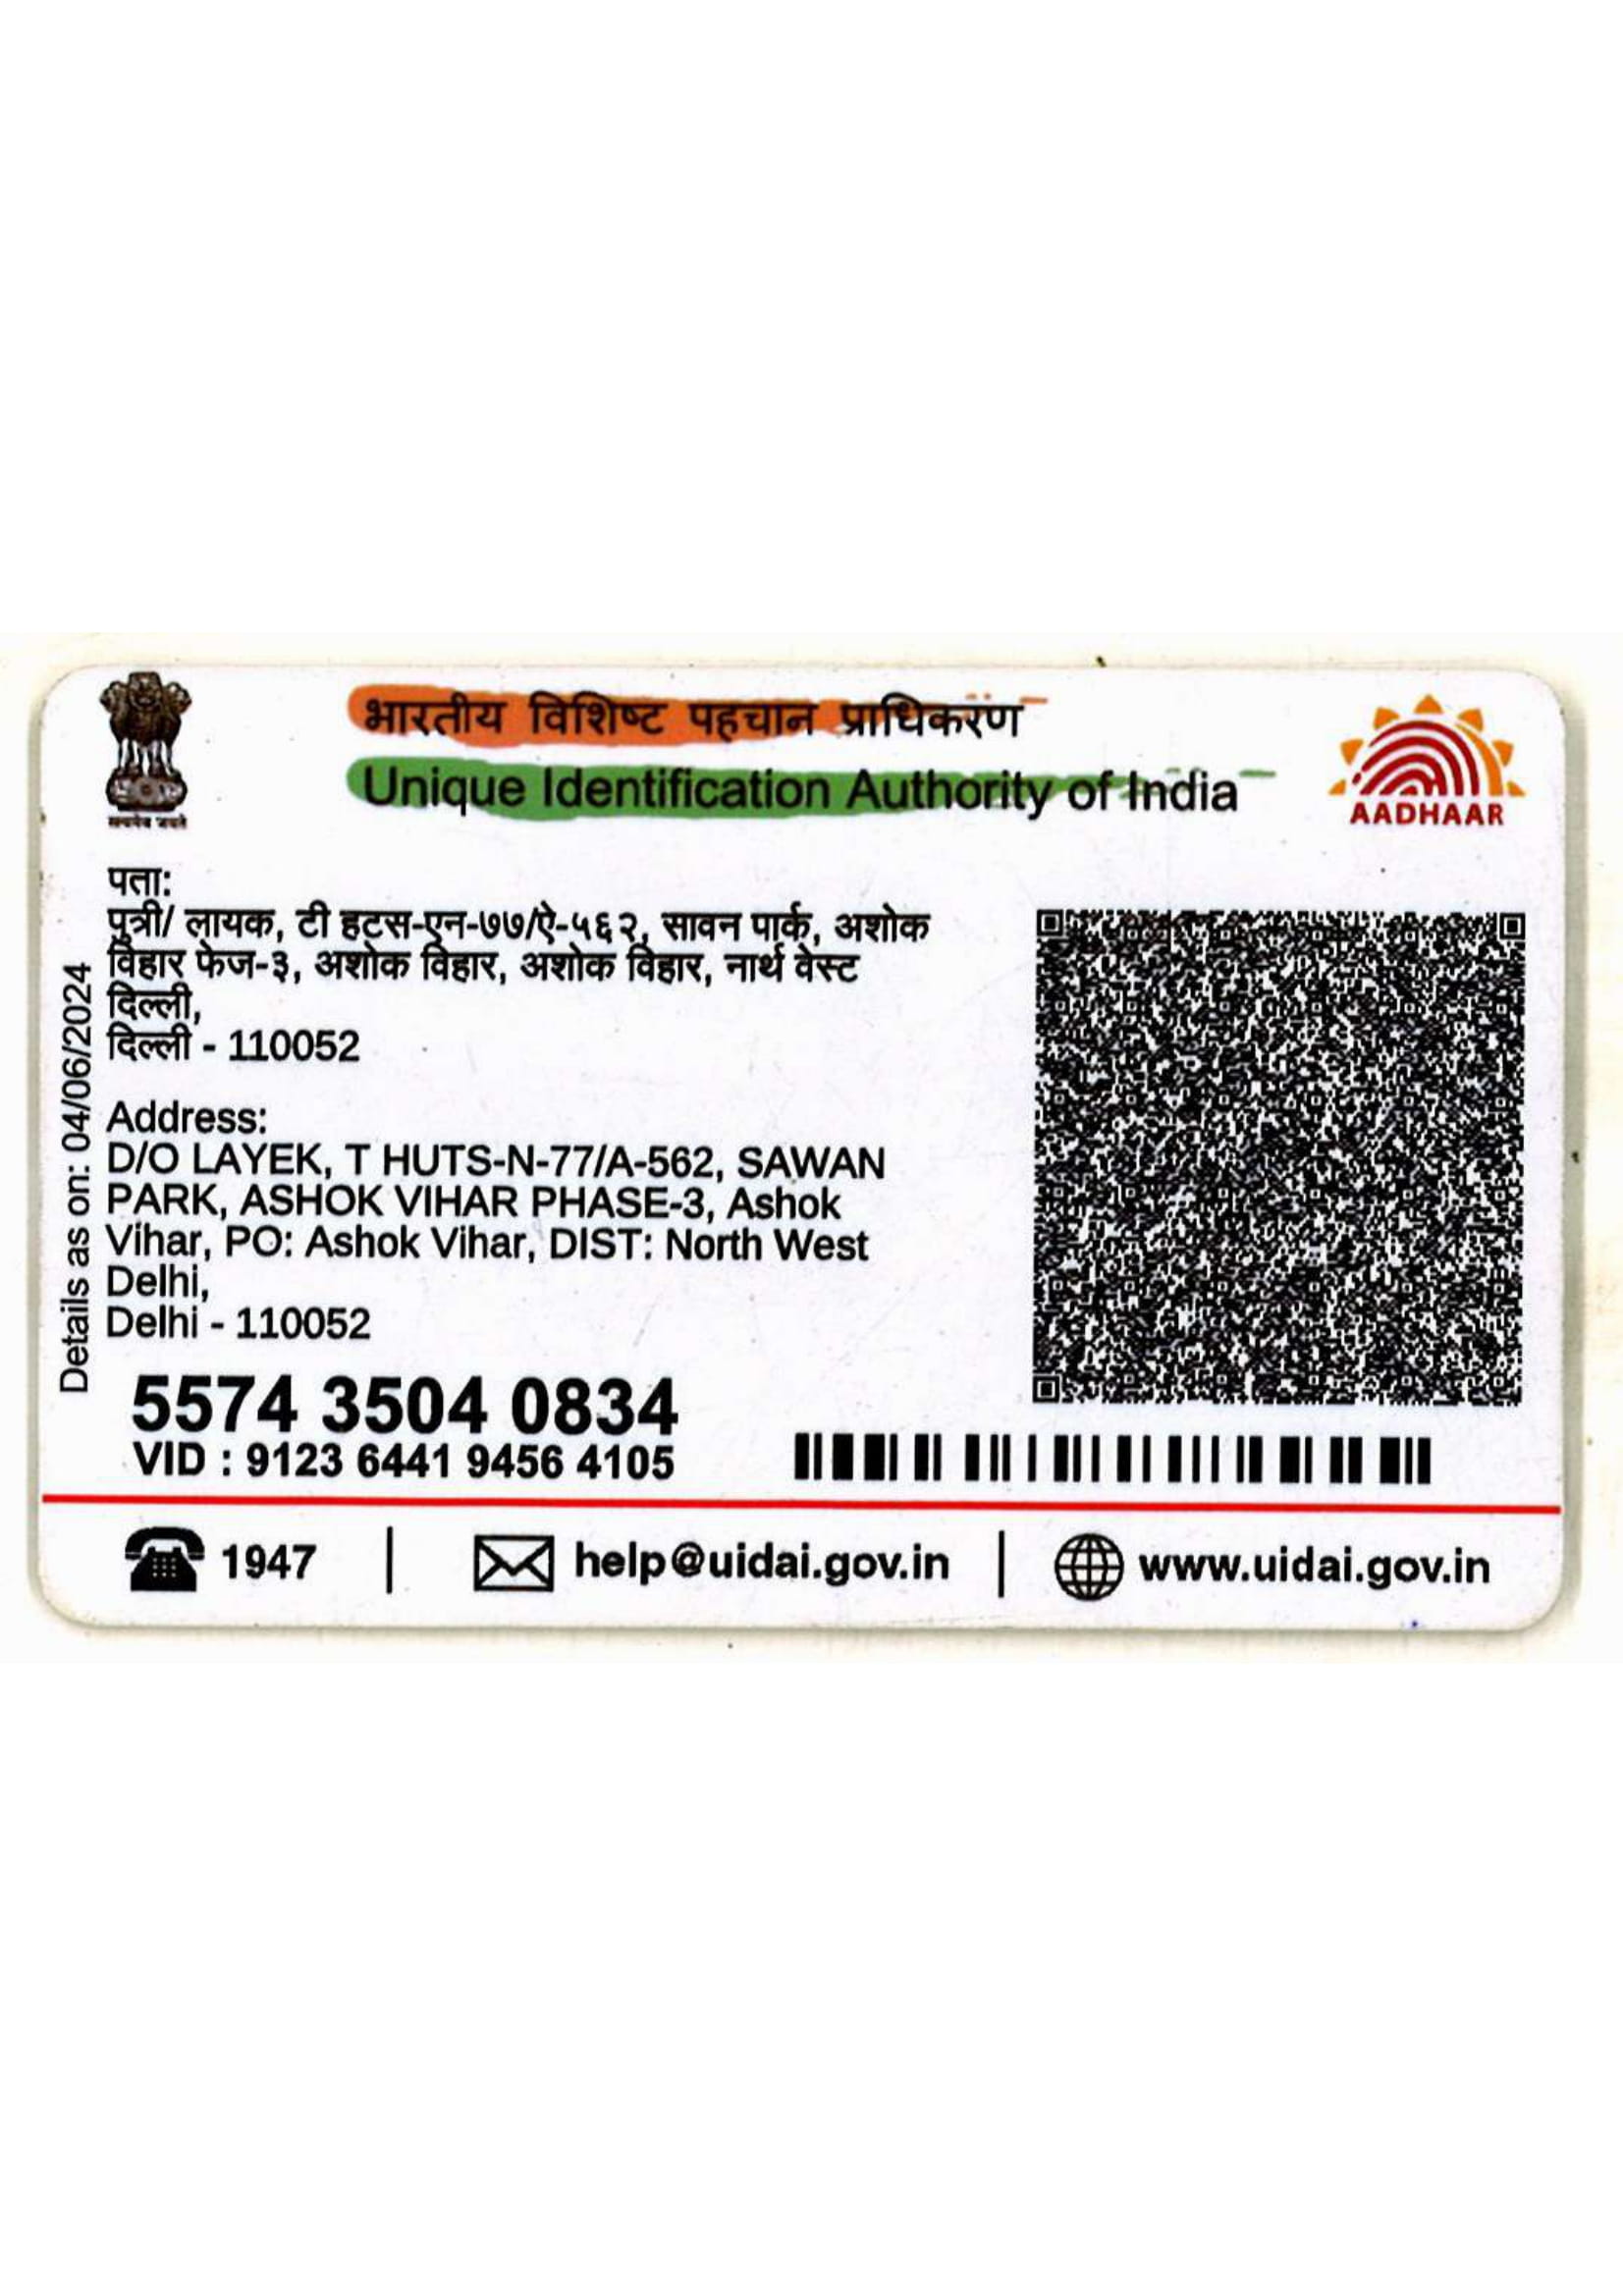 भारतीय विशिष्ट पहचान प्राधिकरण
Unique Identification Authority of India
सत्यमेव जयते
AADHAAR
पता:
पुत्री/ लायक, टी हटस-एन-७७/ऐ-५६२, सावन पार्क, अशोक
विहार फेज-३, अशोक विहार, अशोक विहार, नार्थ वेस्ट
दिल्ली,
दिल्ली - 110052
Details as on: 04/06/2024
Address:
D/O LAYEK, T HUTS-N-77/A-562, SAWAN
PARK, ASHOK VIHAR PHASE-3, Ashok
Vihar, PO: Ashok Vihar, DIST: North West
Delhi,
Delhi - 110052
5574 3504 0834
VID : 9123 6441 9456 4105
1947
help@uidai.gov.in
www.uidai.gov.in